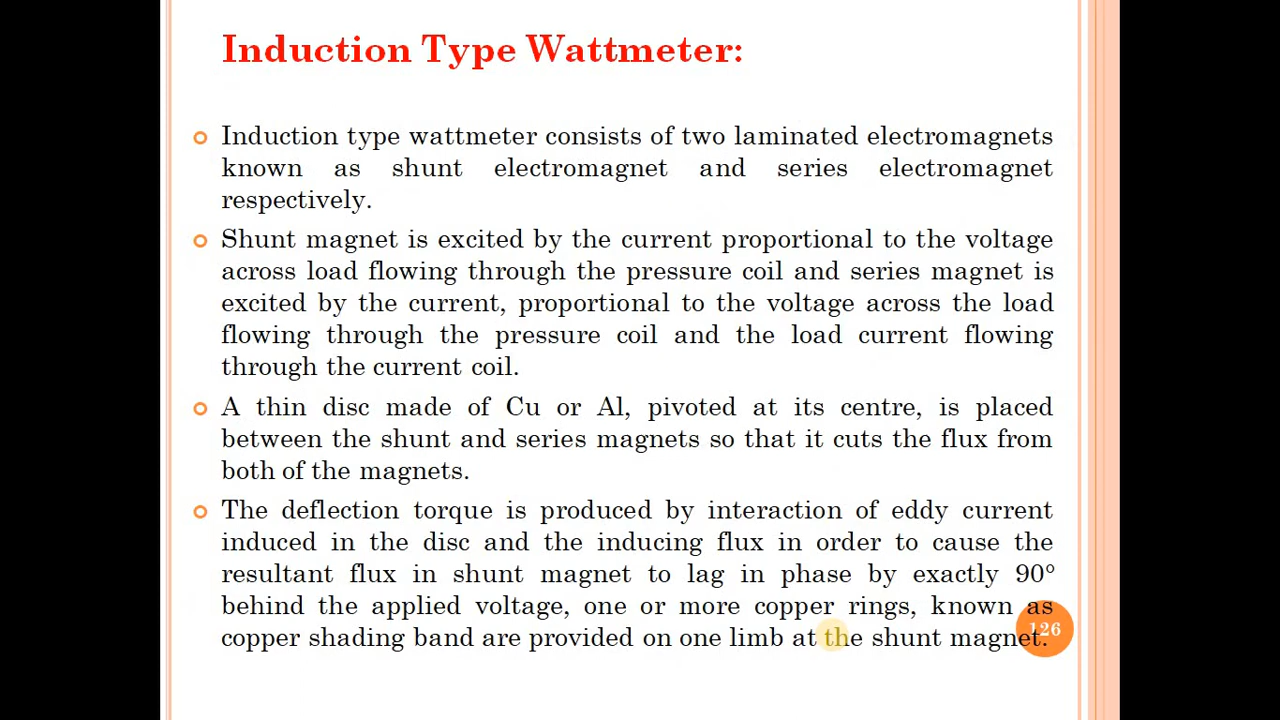 Induction Type Wattmeter:
Induction type wattmeter consists of two laminated electromagnets
known as shunt electromagnet and series electromagnet
respectively.
Shunt magnet is excited by the current proportional to the voltage
across load flowing through the pressure coil and series magnet is
excited by the current, proportional to the voltage across the load
flowing through the pressure coil and the load current flowing
through the current coil.
A thin disc made of Cu or Al, pivoted at its centre, is placed
between the shunt and series magnets so that it cuts the flux from
both of the magnets.
The deflection torque is produced by interaction of eddy current
induced in the disc and the inducing flux in order to cause the
resultant flux in shunt magnet to lag in phase by exactly 90°
behind the applied voltage, one or more copper rings, known as
copper shading band are provided on one limb at the shunt magnet.
126